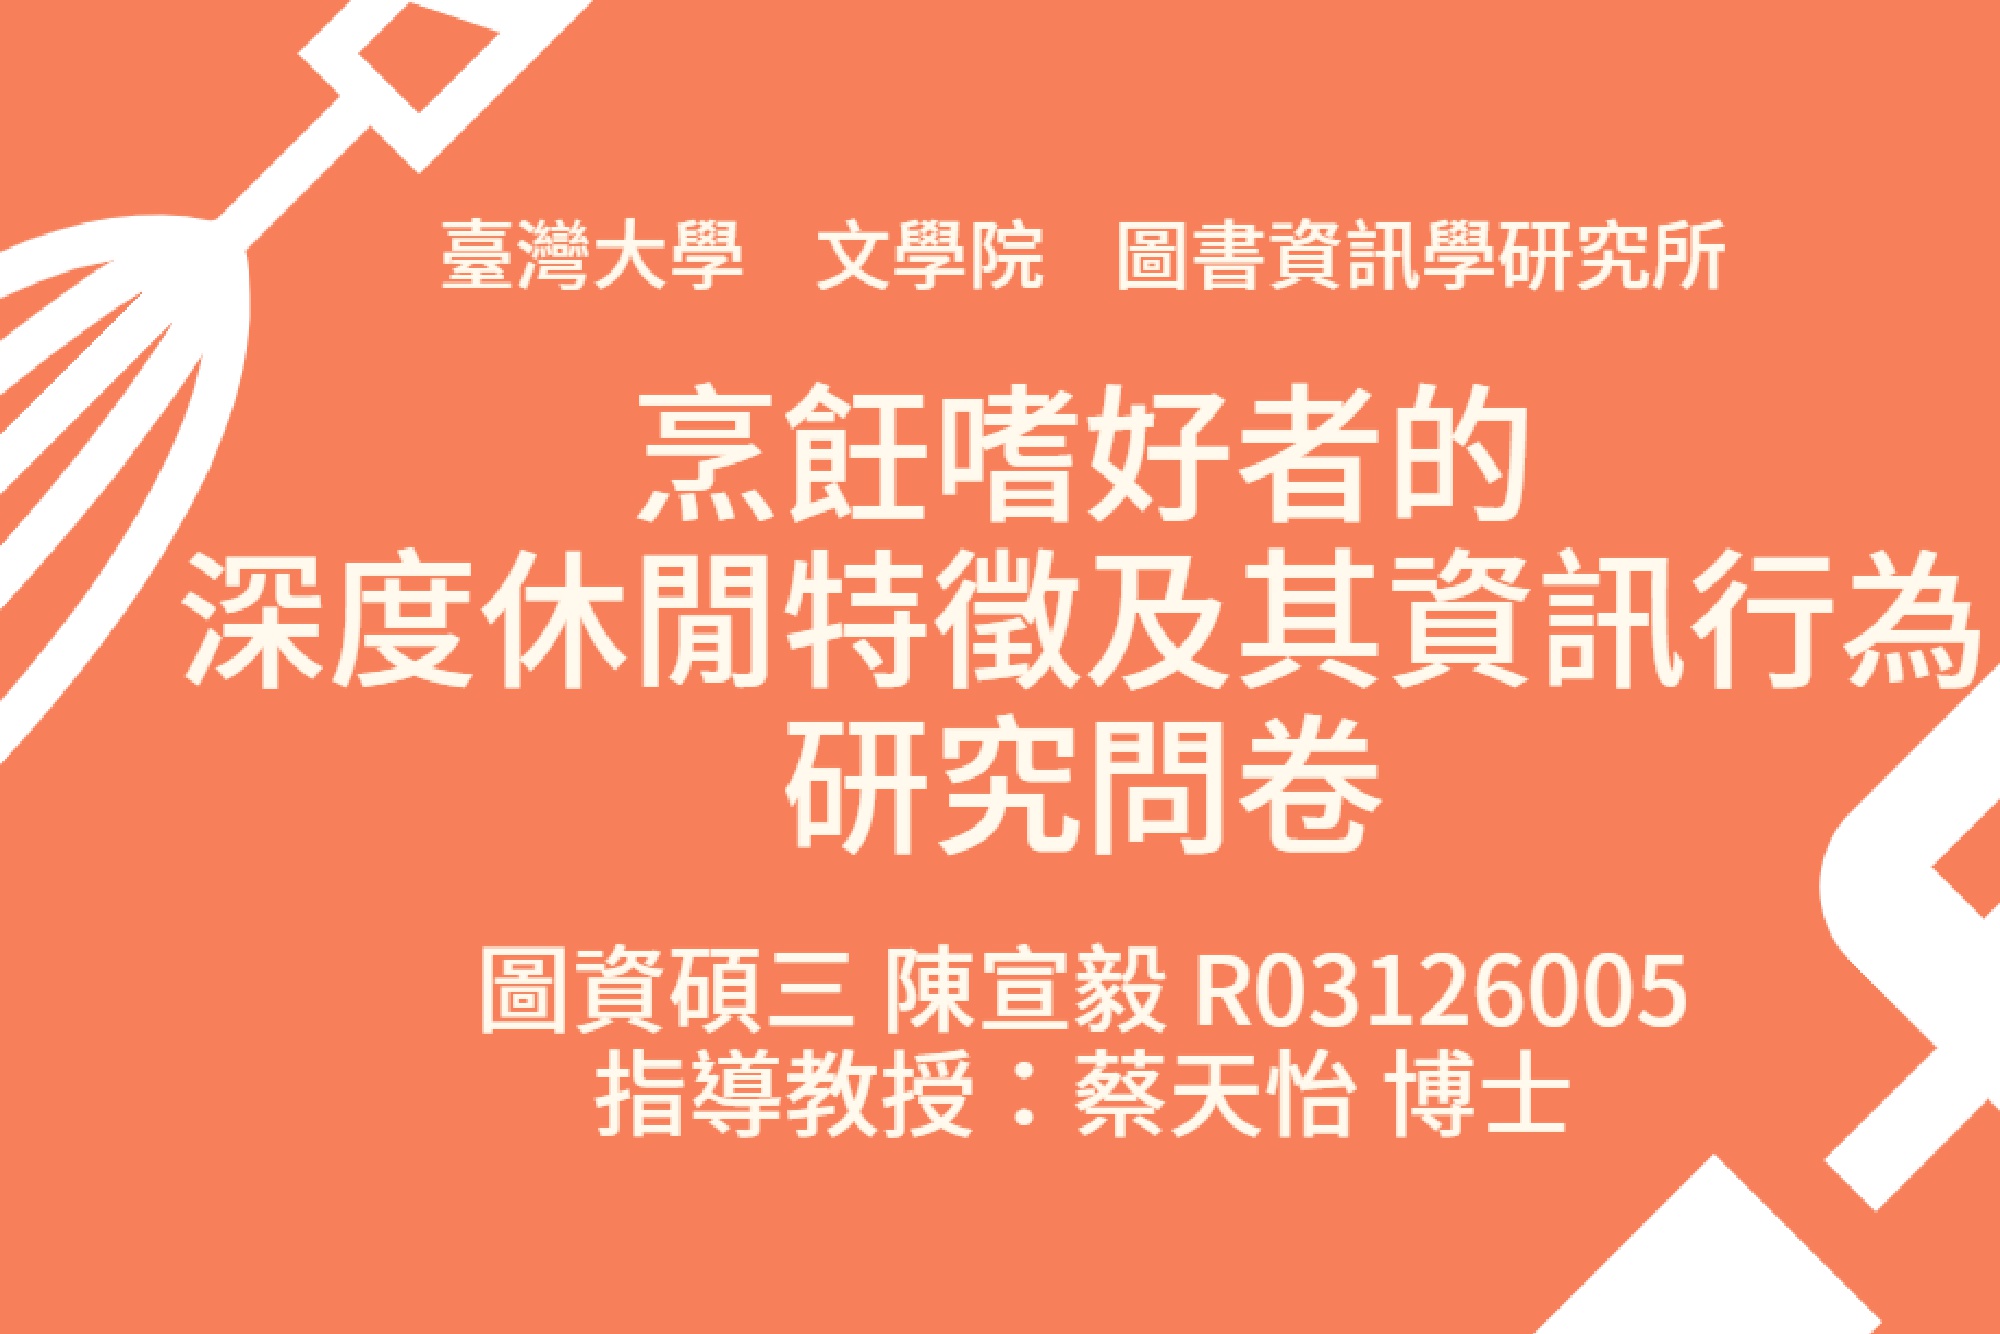 臺灣大學　文學院　圖書資訊學研究所
烹飪嗜好者的
深度休閒特徵及其資訊行為
研究問卷
圖資碩三 陳宣毅 R03126005
指導教授：蔡天怡 博士